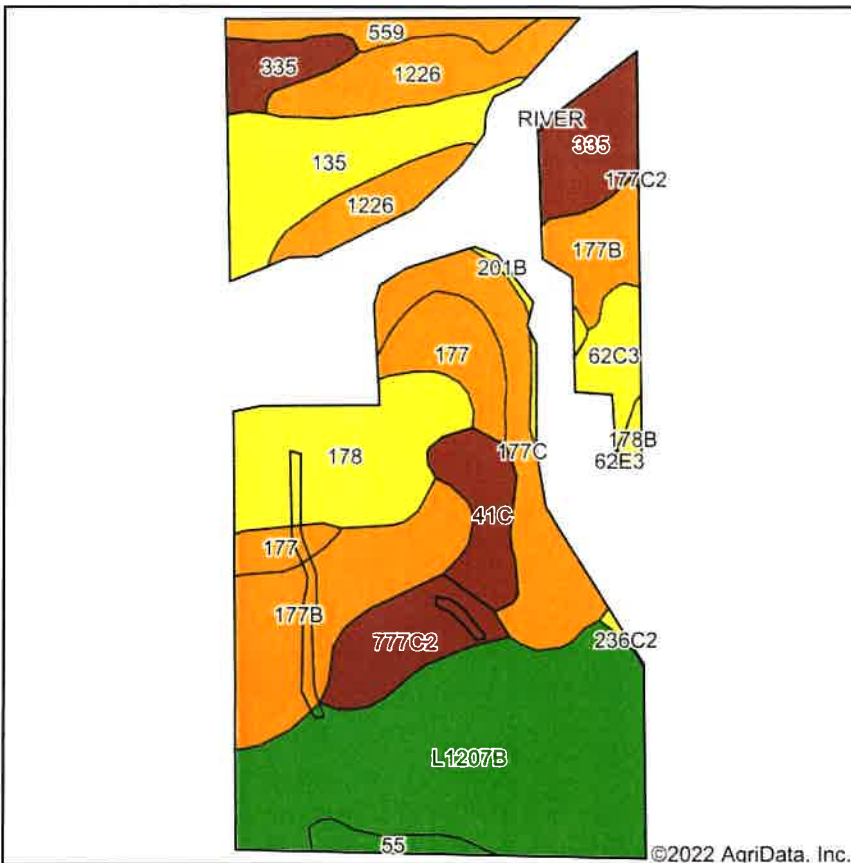 559
335
1226
RIVER
335
135
177C2
1226
177B
201B
177
62C3
178B
177C
178
62E3
41C
177
177B
777C2
236C2
L1207B
55
©2022 AgriData, Inc.